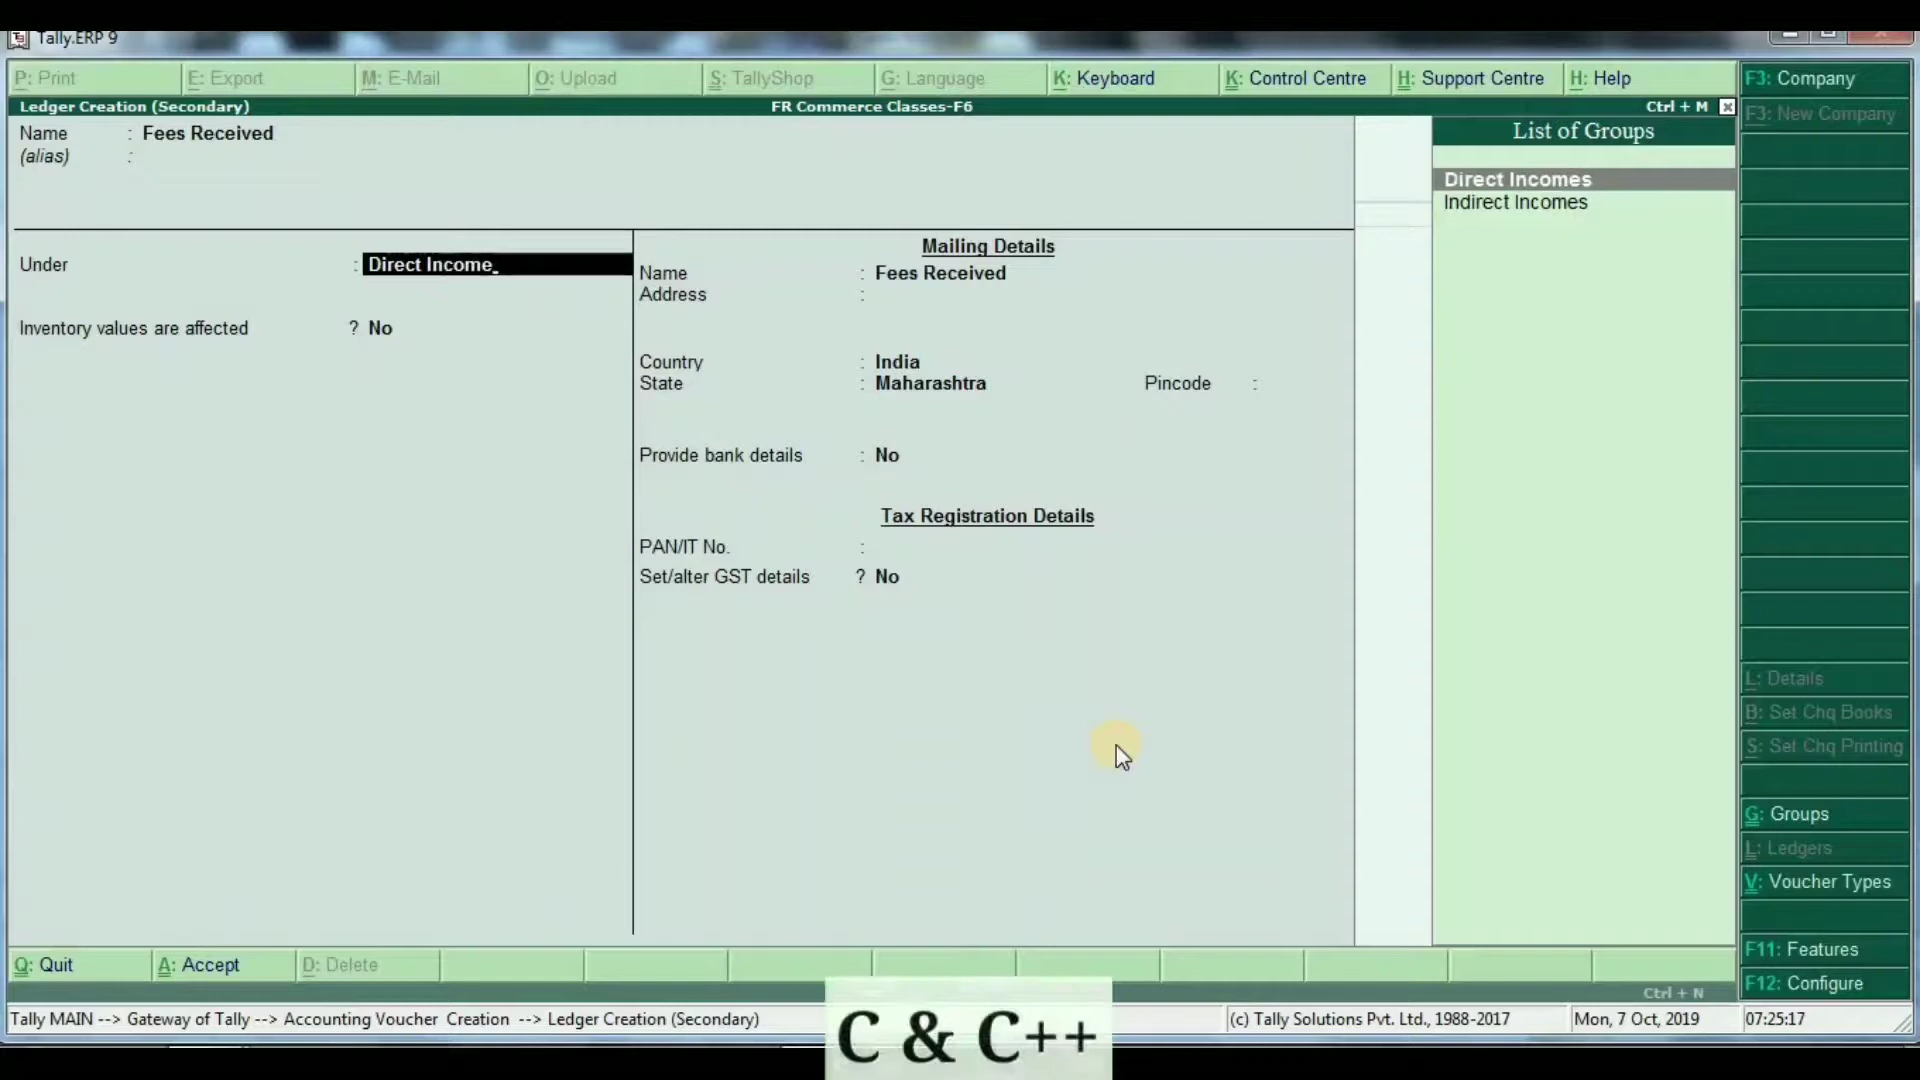 Tally.ERP 9
P: Print E: Export M: E-Mail O: Upload S: TallyShop G: Language K: Keyboard K: Control Centre H: Support Centre H: Help F3: Company
Ledger Creation (Secondary) FR Commerce Classes-F6 Ctrl + M
F3: New Company
Name : Fees Received
(alias) :
List of Groups
Direct Incomes
Indirect Incomes
Under : Direct Income
Inventory values are affected ? No
Mailing Details
Name : Fees Received
Address :
Country : India
State : Maharashtra Pincode :
Provide bank details : No
Tax Registration Details
PAN/IT No. :
Set/alter GST details ? No
L: Details
B: Set Chq Books
S: Set Chq Printing
G: Groups
L: Ledgers
V: Voucher Types
F11: Features
F12: Configure
Q: Quit A: Accept D: Delete
Ctrl + N
Tally MAIN --> Gateway of Tally --> Accounting Voucher Creation --> Ledger Creation (Secondary) (c) Tally Solutions Pvt. Ltd., 1988-2017 Mon, 7 Oct, 2019 07:25:17
C & C++